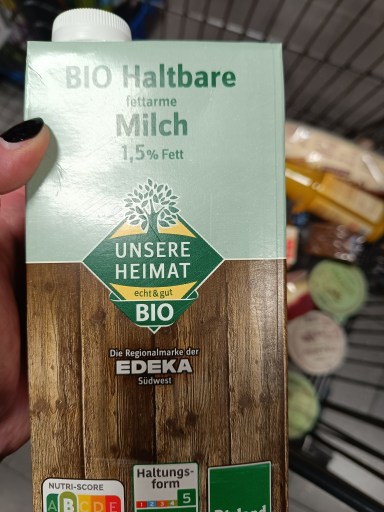 BIO Haltbare
fettarme
Milch
1,5% Fett
UNSERE
HEIMAT
echt & gut
BIO
Die Regionalmarke der
EDEKA
Südwest
NUTRI-SCORE
A B C D E
Haltungs-
form
1 2 3 4 5
Bioland